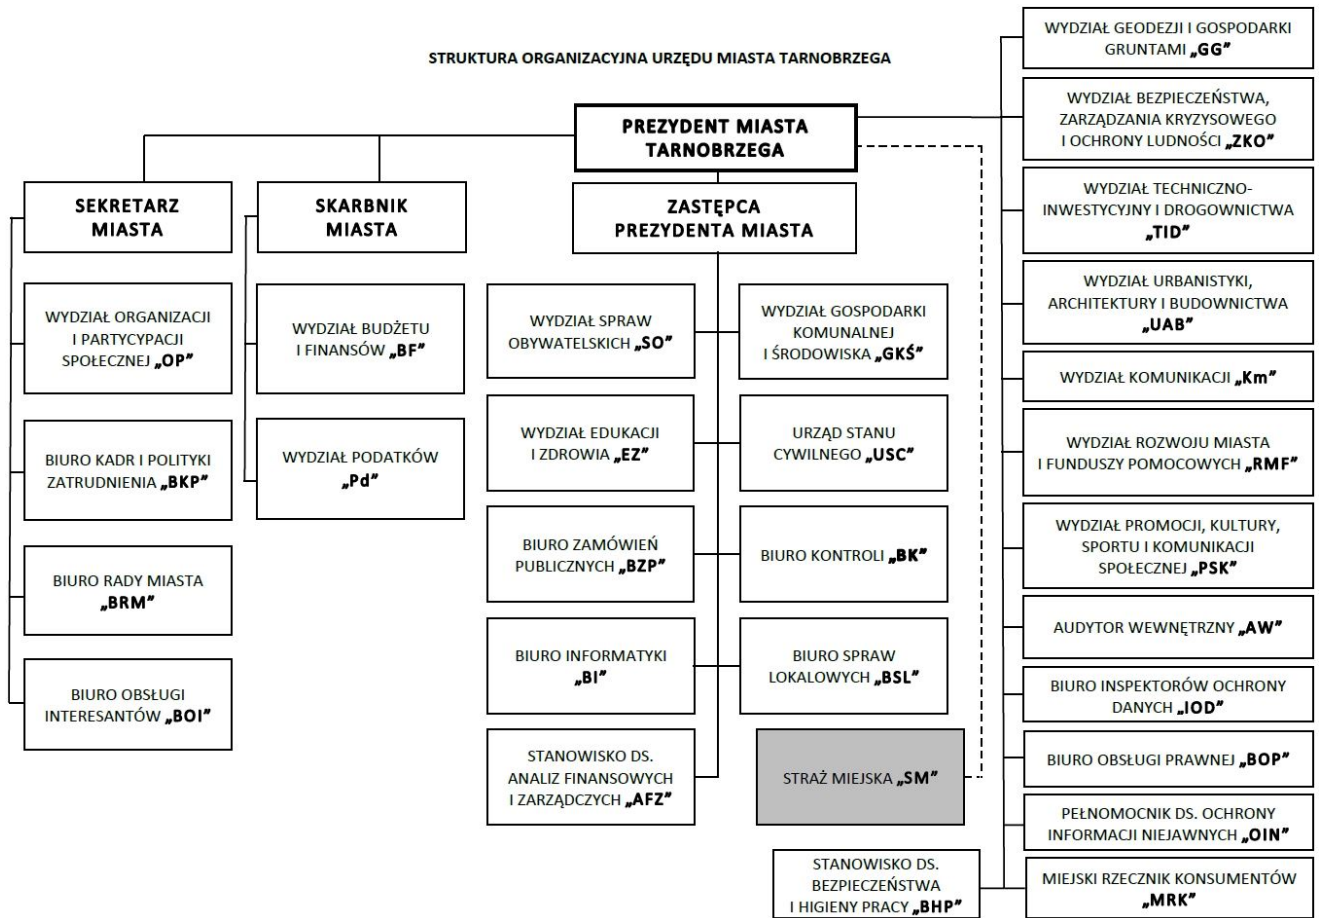 STRUKTURA ORGANIZACYJNA URZĘDU MIASTA TARNOBRZEGA
PREZYDENT MIASTA
TARNOBRZEGA
SEKRETARZ
MIASTA
SKARBNIK
MIASTA
ZASTĘPCA
PREZYDENTA MIASTA
WYDZIAŁ ORGANIZACJI
I PARTYCYPACJI
SPOŁECZNEJ „OP”
BIURO KADR I POLITYKI
ZATRUDNIENIA „BKP”
BIURO RADY MIASTA
„BRM”
BIURO OBSŁUGI
INTERESANTÓW „BOI”
WYDZIAŁ BUDŻETU
I FINANSÓW „BF”
WYDZIAŁ PODATKÓW
„Pd”
WYDZIAŁ SPRAW
OBYWATELSKICH „SO”
WYDZIAŁ GOSPODARKI
KOMUNALNEJ
I ŚRODOWISKA „GKŚ”
WYDZIAŁ EDUKACJI
I ZDROWIA „EZ”
URZĄD STANU
CYWILNEGO „USC”
BIURO ZAMÓWIEŃ
PUBLICZNYCH „BZP”
BIURO KONTROLI „BK”
BIURO INFORMATYKI
„BI”
BIURO SPRAW
LOKALOWYCH „BSL”
STANOWISKO DS.
ANALIZ FINANSOWYCH
I ZARZĄDCZYCH „AFZ”
STRAŻ MIEJSKA „SM”
WYDZIAŁ GEODEZJI I GOSPODARKI
GRUNTAMI „GG”
WYDZIAŁ BEZPIECZEŃSTWA,
ZARZĄDZANIA KRYZYSOWEGO
I OCHRONY LUDNOŚCI „ZKO”
WYDZIAŁ TECHNICZNO-
INWESTYCYJNY I DROGOWNICTWA
„TID”
WYDZIAŁ URBANISTYKI,
ARCHITEKTURY I BUDOWNICTWA
„UAB”
WYDZIAŁ KOMUNIKACJI „Km”
WYDZIAŁ ROZWOJU MIASTA
I FUNDUSZY POMOCOWYCH „RMF”
WYDZIAŁ PROMOCJI, KULTURY,
SPORTU I KOMUNIKACJI
SPOŁECZNEJ „PSK”
AUDYTOR WEWNĘTRZNY „AW”
BIURO INSPEKTORÓW OCHRONY
DANYCH „IOD”
BIURO OBSŁUGI PRAWNEJ „BOP”
PEŁNOMOCNIK DS. OCHRONY
INFORMACJI NIEJAWNYCH „OIN”
STANOWISKO DS.
BEZPIECZEŃSTWA
I HIGIENY PRACY „BHP”
MIEJSKI RZECZNIK KONSUMENTÓW
„MRK”